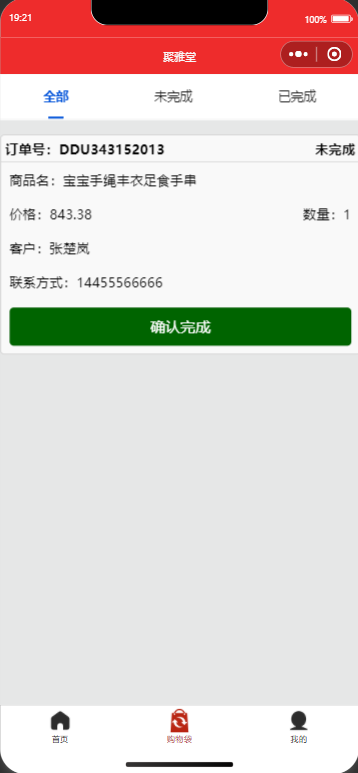 19:21
100%
聚雅堂
全部 未完成 已完成
订单号：DDU343152013 未完成
商品名：宝宝手绳丰衣足食手串
价格：843.38 数量：1
客户：张楚岚
联系方式：14455566666
确认完成
首页 购物袋 我的